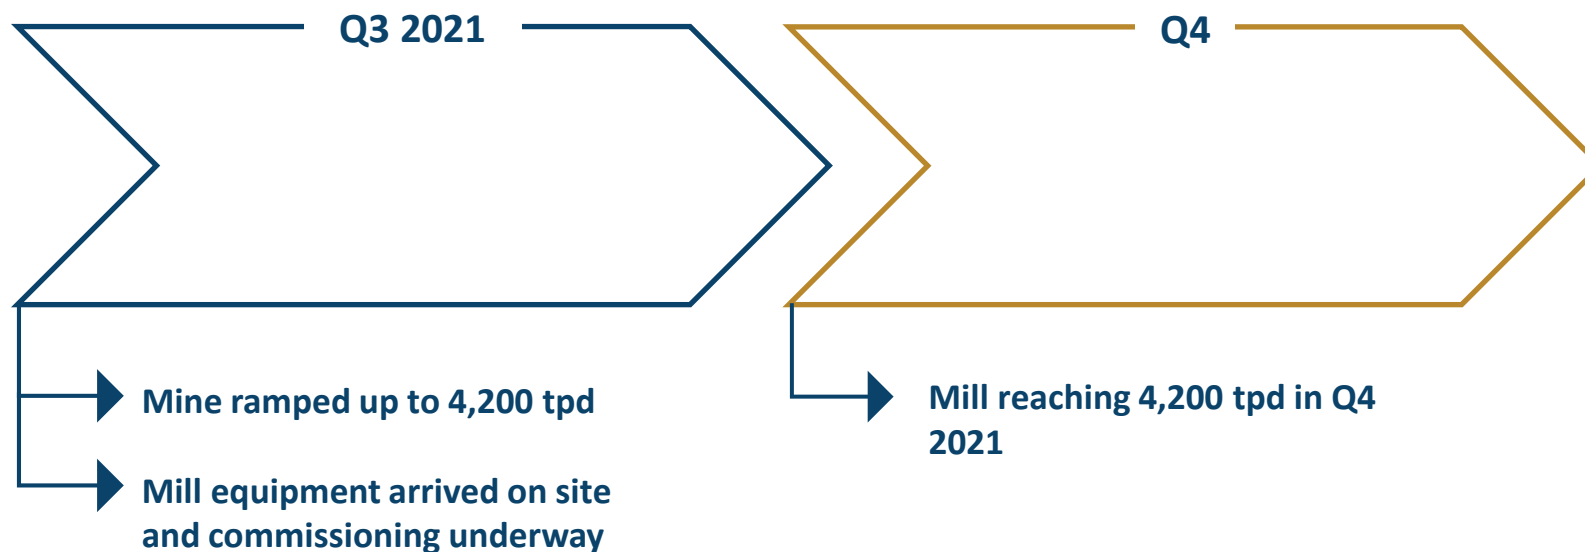 Q3 2021
Mine ramped up to 4,200 tpd
Mill equipment arrived on site
and commissioning underway
Q4
Mill reaching 4,200 tpd in Q4
2021